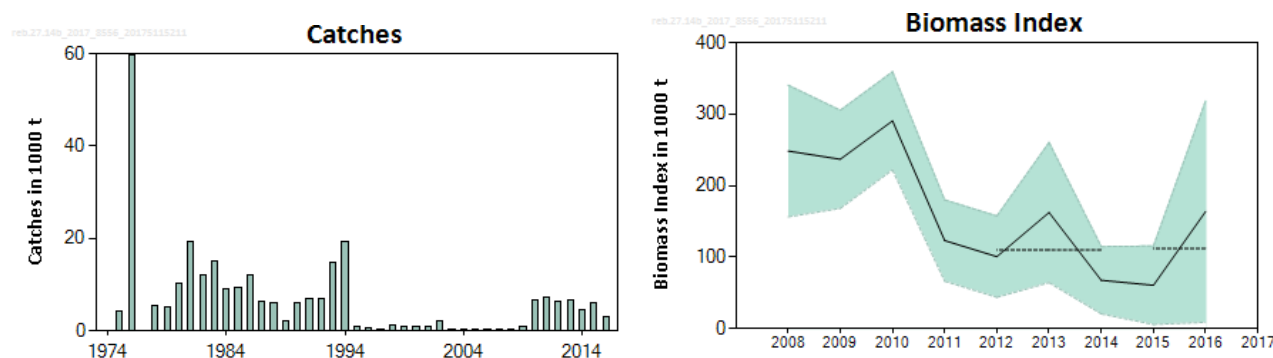 reb.27.14b_2017_8556_20175115211
Catches
60
40
20
0
Catches in 1000 t
1974
1984
1994
2004
2014
reb.27.14b_2017_8556_20175115211
Biomass Index
400
300
200
100
0
Biomass Index in 1000 t
2008 2009 2010 2011 2012 2013 2014 2015 2016 2017